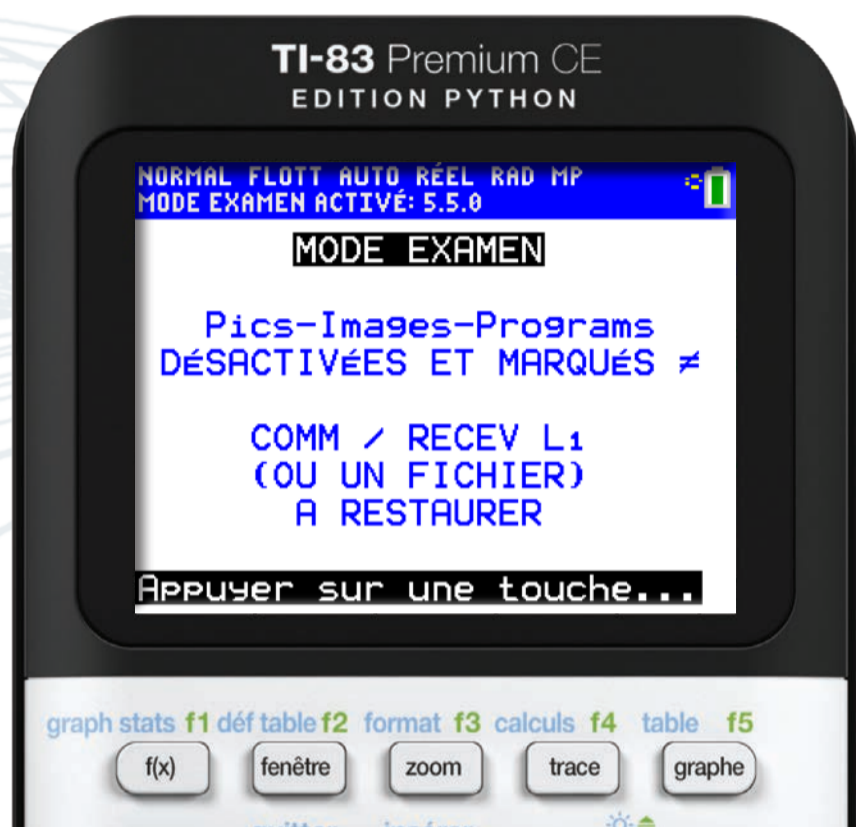 TI-83 Premium CE
EDITION PYTHON
NORMAL FLOTT AUTO RÉEL RAD MP
MODE EXAMEN ACTIVÉ: 5.5.0
MODE EXAMEN
Pics-Images-Programs
DÉSACTIVÉES ET MARQUÉS ≠
COMM / RECEV L1
(OU UN FICHIER)
A RESTAURER
Appuyer sur une touche...
graph stats f1 déf table f2 format f3 calculs f4 table f5
f(x) fenêtre zoom trace graphe